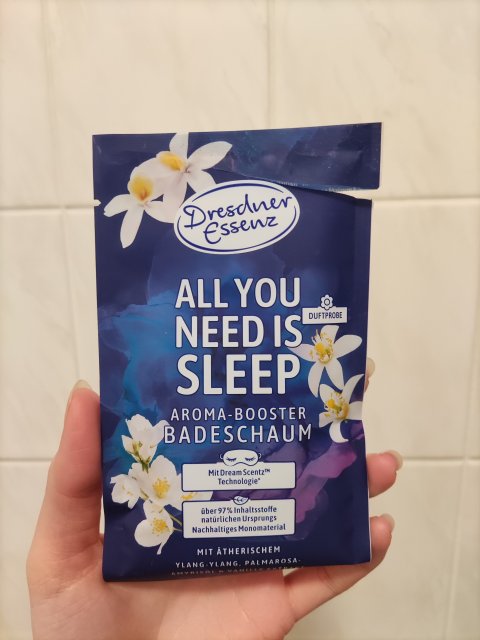 Dresdner
Essenz
ALL YOU
NEED IS
SLEEP
DUFTPROBE
AROMA-BOOSTER
BADESCHAUM
Mit Dream Scentz™
Technologie*
über 97% Inhaltsstoffe
natürlichen Ursprungs
Nachhaltiges Monomaterial
MIT ÄTHERISCHEM
YLANG-YLANG, PALMAROSA-